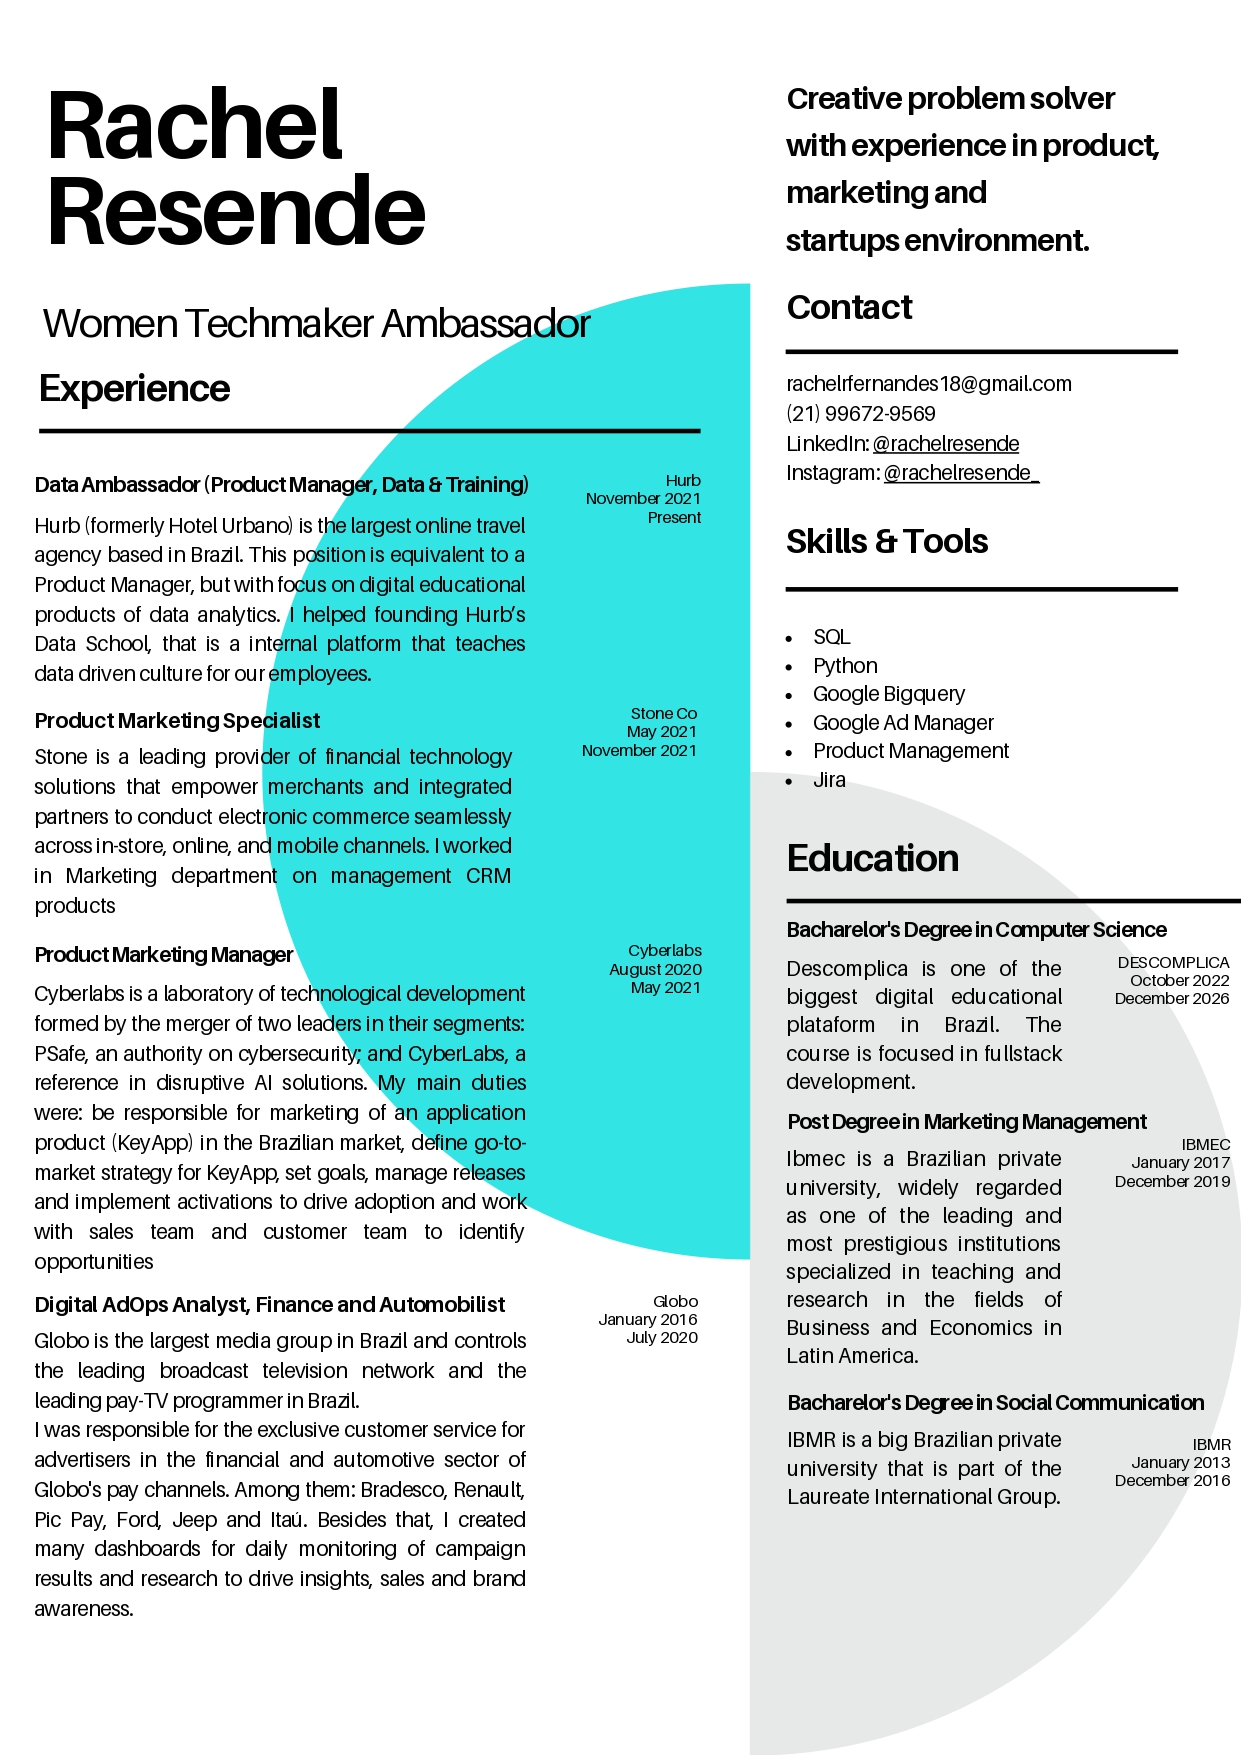 Rachel
Resende
Women Techmaker Ambassador
Experience
Data Ambassador (Product Manager, Data & Training)
Hurb
November 2021
Present
Hurb (formerly Hotel Urbano) is the largest online travel
agency based in Brazil. This position is equivalent to a
Product Manager, but with focus on digital educational
products of data analytics. I helped founding Hurb’s
Data School, that is a internal platform that teaches
data driven culture for our employees.
Product Marketing Specialist
Stone Co
May 2021
November 2021
Stone is a leading provider of financial technology
solutions that empower merchants and integrated
partners to conduct electronic commerce seamlessly
across in-store, online, and mobile channels. I worked
in Marketing department on management CRM
products
Product Marketing Manager
Cyberlabs
August 2020
May 2021
Cyberlabs is a laboratory of technological development
formed by the merger of two leaders in their segments:
PSafe, an authority on cybersecurity; and CyberLabs, a
reference in disruptive AI solutions. My main duties
were: be responsible for marketing of an application
product (KeyApp) in the Brazilian market, define go-to-
market strategy for KeyApp, set goals, manage releases
and implement activations to drive adoption and work
with sales team and customer team to identify
opportunities
Digital AdOps Analyst, Finance and Automobilist
Globo
January 2016
July 2020
Globo is the largest media group in Brazil and controls
the leading broadcast television network and the
leading pay-TV programmer in Brazil.
I was responsible for the exclusive customer service for
advertisers in the financial and automotive sector of
Globo's pay channels. Among them: Bradesco, Renault,
Pic Pay, Ford, Jeep and Itaú. Besides that, I created
many dashboards for daily monitoring of campaign
results and research to drive insights, sales and brand
awareness.
Creative problem solver
with experience in product,
marketing and
startups environment.
Contact
rachelrfernandes18@gmail.com
(21) 99672-9569
LinkedIn: @rachelresende
Instagram: @rachelresende_
Skills & Tools
• SQL
• Python
• Google Bigquery
• Google Ad Manager
• Product Management
• Jira
Education
Bacharelor's Degree in Computer Science
DESCOMPLICA
October 2022
December 2026
Descomplica is one of the
biggest digital educational
plataform in Brazil. The
course is focused in fullstack
development.
Post Degree in Marketing Management
IBMEC
January 2017
December 2019
Ibmec is a Brazilian private
university, widely regarded
as one of the leading and
most prestigious institutions
specialized in teaching and
research in the fields of
Business and Economics in
Latin America.
Bacharelor's Degree in Social Communication
IBMR
January 2013
December 2016
IBMR is a big Brazilian private
university that is part of the
Laureate International Group.